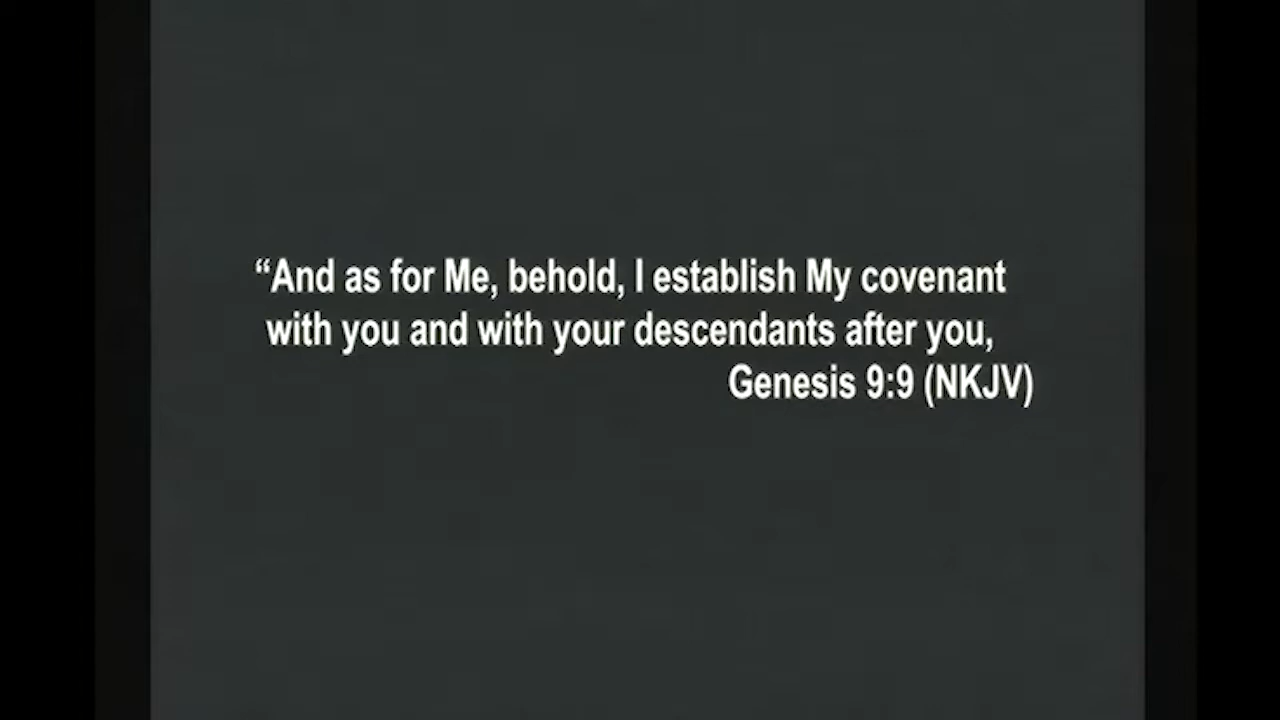 “And as for Me, behold, I establish My covenant
with you and with your descendants after you,
Genesis 9:9 (NKJV)